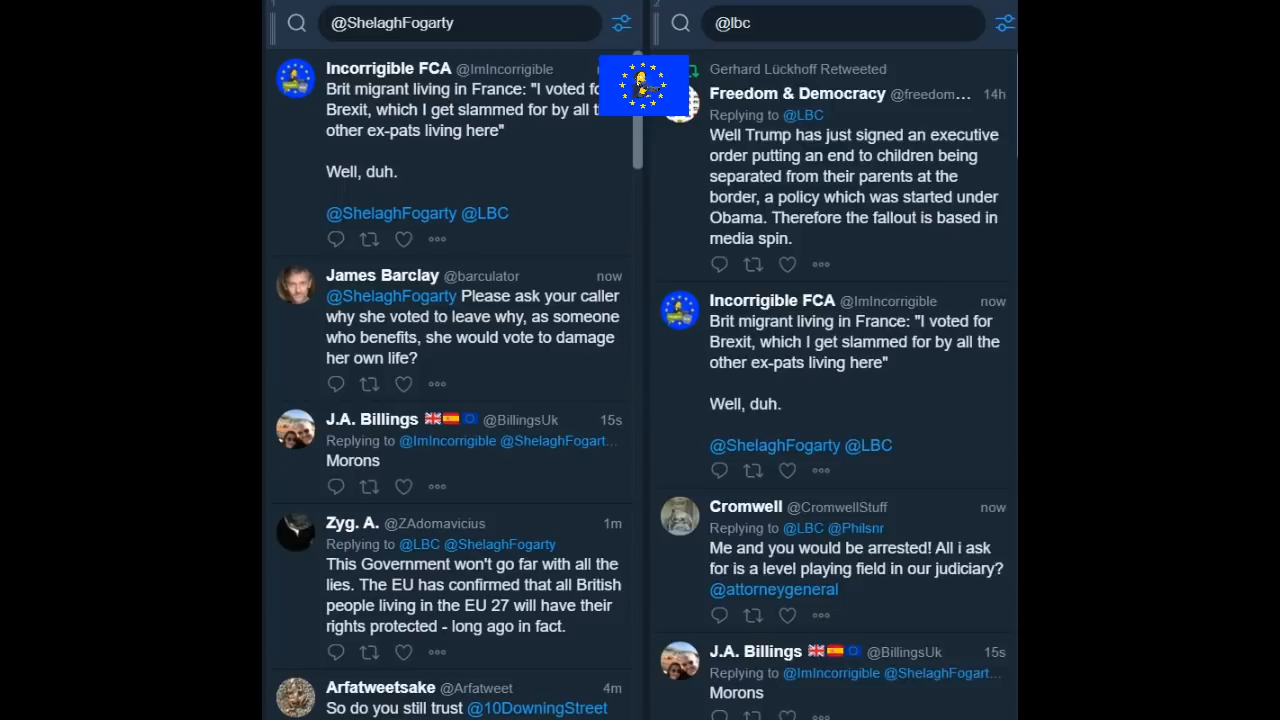 @ShelaghFogarty
Incorrigible FCA @ImIncorrigible
Brit migrant living in France: "I voted fo
Brexit, which I get slammed for by all t
other ex-pats living here"
Well, duh.
@ShelaghFogarty @LBC
James Barclay @barculator now
@ShelaghFogarty Please ask your caller
why she voted to leave why, as someone
who benefits, she would vote to damage
her own life?
J.A. Billings @BillingsUk 15s
Replying to @ImIncorrigible @ShelaghFogart...
Morons
Zyg. A. @ZAdomavicius 1m
Replying to @LBC @ShelaghFogarty
This Government won't go far with all the
lies. The EU has confirmed that all British
people living in the EU 27 will have their
rights protected - long ago in fact.
Arfatweetsake @Arfatweet 4m
So do you still trust @10DowningStreet
@lbc
Gerhard Lückhoff Retweeted
Freedom & Democracy @freedom... 14h
Replying to @LBC
Well Trump has just signed an executive
order putting an end to children being
separated from their parents at the
border, a policy which was started under
Obama. Therefore the fallout is based in
media spin.
Incorrigible FCA @ImIncorrigible now
Brit migrant living in France: "I voted for
Brexit, which I get slammed for by all the
other ex-pats living here"
Well, duh.
@ShelaghFogarty @LBC
Cromwell @CromwellStuff now
Replying to @LBC @Philsnr
Me and you would be arrested! All i ask
for is a level playing field in our judiciary?
@attorneygeneral
J.A. Billings @BillingsUk 15s
Replying to @ImIncorrigible @ShelaghFogart...
Morons